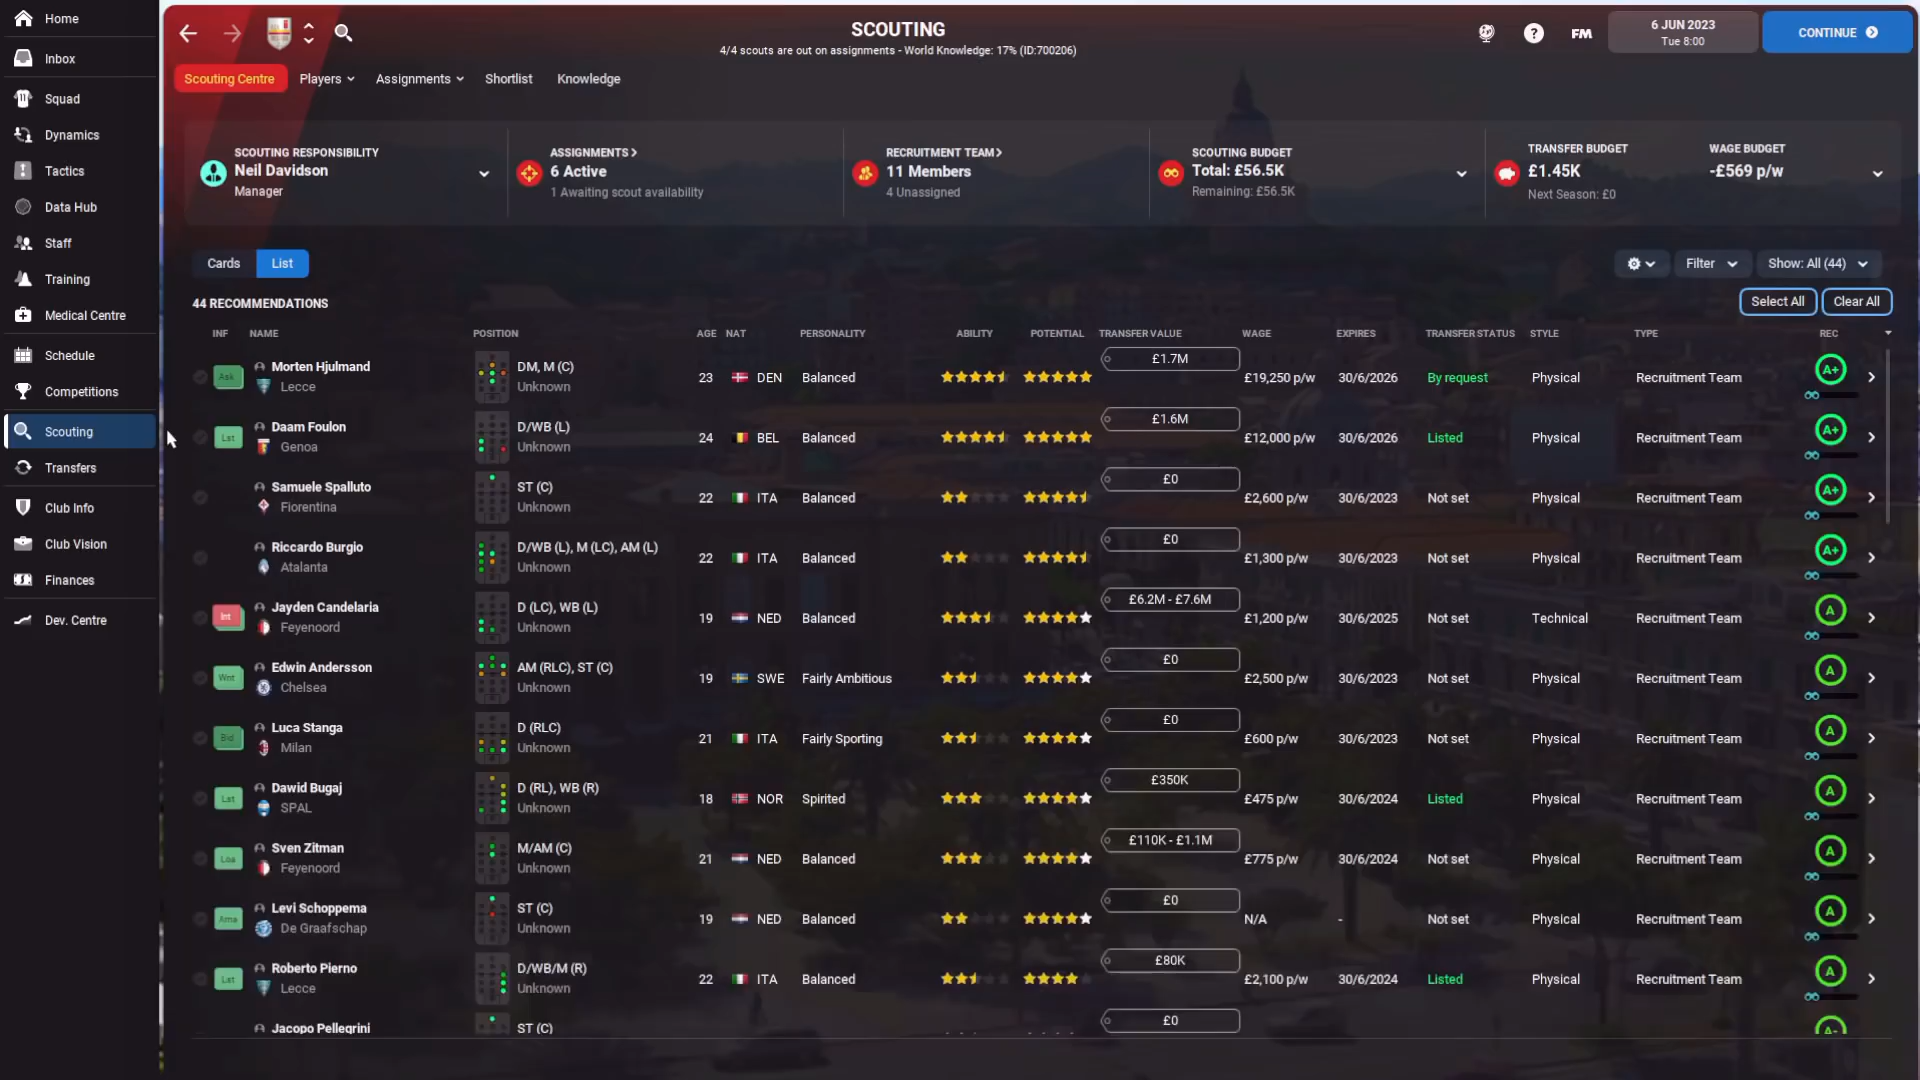 Home
Inbox
Squad
Dynamics
Tactics
Data Hub
Staff
Training
Medical Centre
Schedule
Competitions
Scouting
Transfers
Club Info
Club Vision
Finances
Dev. Centre
SCOUTING
4/4 scouts are out on assignments - World Knowledge: 17% (ID:700206)
FM
6 JUN 2023
Tue 8:00
CONTINUE
Scouting Centre Players Assignments Shortlist Knowledge
SCOUTING RESPONSIBILITY
Neil Davidson
Manager
ASSIGNMENTS >
6 Active
1 Awaiting scout availability
RECRUITMENT TEAM >
11 Members
4 Unassigned
SCOUTING BUDGET
Total: £56.5K
Remaining: £56.5K
TRANSFER BUDGET
£1.45K
Next Season: £0
WAGE BUDGET
-£569 p/w
Cards List
Filter Show: All (44)
44 RECOMMENDATIONS
Select All Clear All
INF NAME POSITION AGE NAT PERSONALITY ABILITY POTENTIAL TRANSFER VALUE WAGE EXPIRES TRANSFER STATUS STYLE TYPE REC
Ask Morten Hjulmand DM, M (C) 23 DEN Balanced £1.7M £19,250 p/w 30/6/2026 By request Physical Recruitment Team A+
Lecce Unknown
Lst Daam Foulon D/WB (L) 24 BEL Balanced £1.6M £12,000 p/w 30/6/2026 Listed Physical Recruitment Team A+
Genoa Unknown
Samuele Spalluto ST (C) 22 ITA Balanced £0 £2,600 p/w 30/6/2023 Not set Physical Recruitment Team A+
Fiorentina Unknown
Riccardo Burgio D/WB (L), M (LC), AM (L) 22 ITA Balanced £0 £1,300 p/w 30/6/2023 Not set Physical Recruitment Team A+
Atalanta Unknown
Int Jayden Candelaria D (LC), WB (L) 19 NED Balanced £6.2M - £7.6M £1,200 p/w 30/6/2025 Not set Technical Recruitment Team A
Feyenoord Unknown
Wnt Edwin Andersson AM (RLC), ST (C) 19 SWE Fairly Ambitious £0 £2,500 p/w 30/6/2023 Not set Physical Recruitment Team A
Chelsea Unknown
Bid Luca Stanga D (RLC) 21 ITA Fairly Sporting £0 £600 p/w 30/6/2023 Not set Physical Recruitment Team A
Milan Unknown
Lst Dawid Bugaj D (RL), WB (R) 18 NOR Spirited £350K £475 p/w 30/6/2024 Listed Physical Recruitment Team A
SPAL Unknown
Loa Sven Zitman M/AM (C) 21 NED Balanced £110K - £1.1M £775 p/w 30/6/2024 Not set Physical Recruitment Team A
Feyenoord Unknown
Ama Levi Schoppema ST (C) 19 NED Balanced £0 N/A - Not set Physical Recruitment Team A
De Graafschap Unknown
Lst Roberto Pierno D/WB/M (R) 22 ITA Balanced £80K £2,100 p/w 30/6/2024 Listed Physical Recruitment Team A
Lecce Unknown
Jacopo Pellegrini ST (C) £0 A-